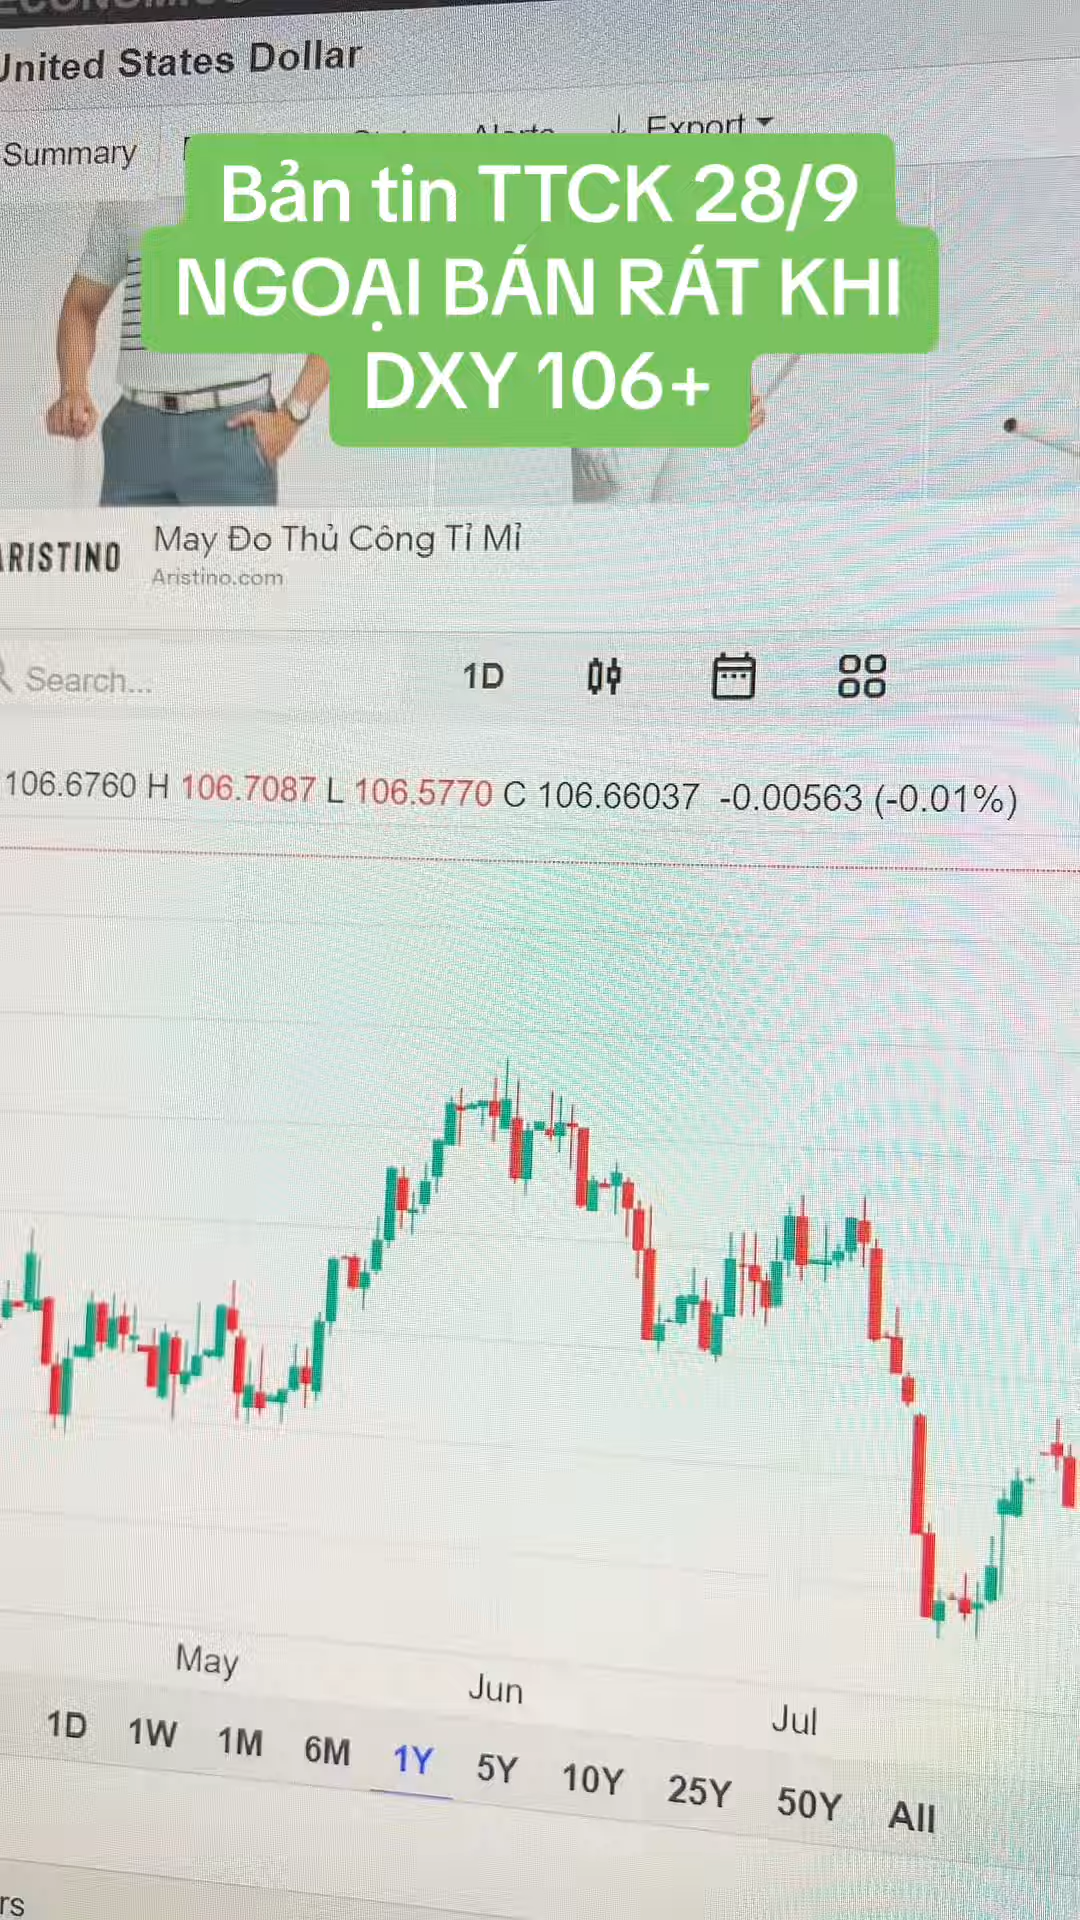 United States Dollar
Summary
Export
Bản tin TTCK 28/9
NGOẠI BÁN RÁT KHI
DXY 106+
ARISTINO
May Đo Thủ Công Tỉ Mỉ
Aristino.com
Search...
1D
106.6760 H 106.7087 L 106.5770 C 106.66037 -0.00563 (-0.01%)
May
Jun
Jul
1D 1W 1M 6M 1Y 5Y 10Y 25Y 50Y All